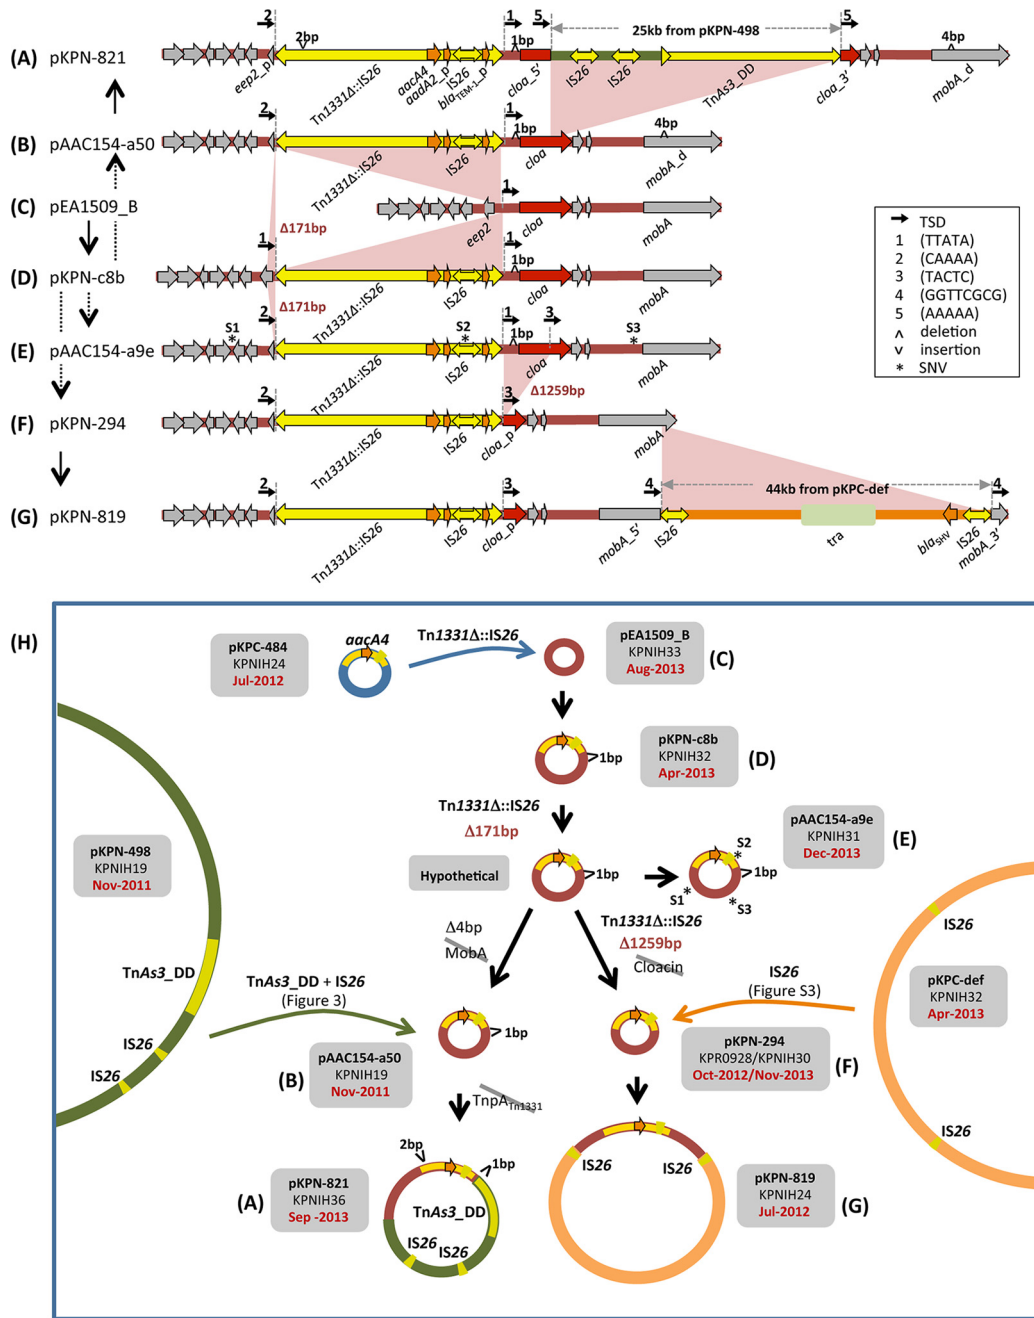 2 1 5 25kb from pKPN-498 5
2bp 1bp 4bp
(A) pKPN-821
eep2_p Tn1331Δ::IS26 aacA4 aadA2_p IS26 blaTEM-1_p cloa_5' IS26 IS26 TnAs3_DD cloa_3' mobA_d
2 1
1bp 4bp
(B) pAAC154-a50
Tn1331Δ::IS26 IS26 cloa mobA_d
1
(C) pEA1509_B
eep2 cloa mobA
Δ171bp
1 1
1bp
(D) pKPN-c8b
Tn1331Δ::IS26 IS26 cloa mobA
Δ171bp
2 S1 S2 1 3 S3
* * 1bp *
(E) pAAC154-a9e
Tn1331Δ::IS26 IS26 cloa mobA
Δ1259bp
2 3
(F) pKPN-294
Tn1331Δ::IS26 IS26 cloa_p mobA
2 3 4 44kb from pKPC-def 4
(G) pKPN-819
Tn1331Δ::IS26 IS26 cloa_p mobA_5' IS26 tra blaSHV IS26 mobA_3'
TSD
1 (TTATA)
2 (CAAAA)
3 (TACTC)
4 (GGTTCGCG)
5 (AAAAA)
^ deletion
v insertion
* SNV
(H)
pKPC-484
KPNIH24
Jul-2012
aacA4
Tn1331Δ::IS26
pEA1509_B
KPNIH33
Aug-2013
(C)
1bp
pKPN-c8b
KPNIH32
Apr-2013
(D)
Tn1331Δ::IS26
Δ171bp
Hypothetical
1bp
pAAC154-a9e
KPNIH31
Dec-2013
(E)
S2
*
1bp
S1 *
* S3
pKPN-498
KPNIH19
Nov-2011
TnAs3_DD
IS26
IS26
Δ4bp
MobA
Tn1331Δ::IS26
Δ1259bp
Cloacin
TnAs3_DD + IS26
(Figure 3)
IS26
(Figure S3)
IS26
pKPC-def
KPNIH32
Apr-2013
IS26
1bp
(B)
pAAC154-a50
KPNIH19
Nov-2011
pKPN-294
KPR0928/KPNIH30
Oct-2012/Nov-2013
(F)
TnpATn1331
2bp
1bp
(A)
pKPN-821
KPNIH36
Sep -2013
TnAs3_DD
IS26 IS26
IS26 IS26
pKPN-819
KPNIH24
Jul-2012
(G)